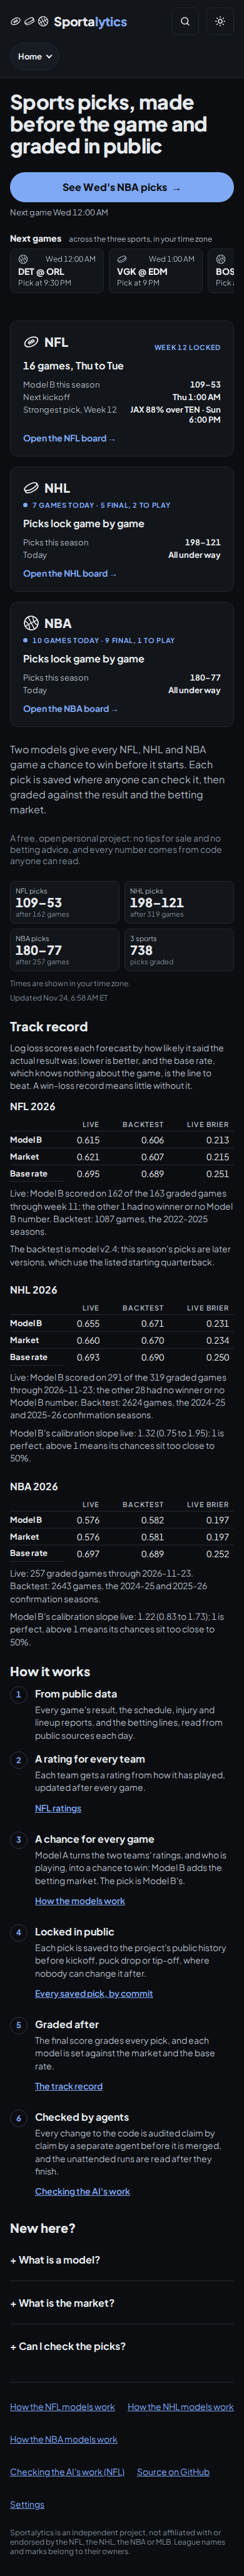 Sportalytics
Home
Sports picks, made
before the game and
graded in public
See Wed's NBA picks →
Next game Wed 12:00 AM
Next games across the three sports, in your time zone
Wed 12:00 AM
DET @ ORL
Pick at 9:30 PM
Wed 1:00 AM
VGK @ EDM
Pick at 9 PM
BOS
Pick a
NFL
WEEK 12 LOCKED
16 games, Thu to Tue
Model B this season 109–53
Next kickoff Thu 1:00 AM
Strongest pick, Week 12 JAX 88% over TEN · Sun
6:00 PM
Open the NFL board →
NHL
7 GAMES TODAY · 5 FINAL, 2 TO PLAY
Picks lock game by game
Picks this season 198–121
Today All under way
Open the NHL board →
NBA
10 GAMES TODAY · 9 FINAL, 1 TO PLAY
Picks lock game by game
Picks this season 180–77
Today All under way
Open the NBA board →
Two models give every NFL, NHL and NBA
game a chance to win before it starts. Each
pick is saved where anyone can check it, then
graded against the result and the betting
market.
A free, open personal project: no tips for sale and no
betting advice, and every number comes from code
anyone can read.
NFL picks
109–53
after 162 games
NHL picks
198–121
after 319 games
NBA picks
180–77
after 257 games
3 sports
738
picks graded
Times are shown in your time zone.
Updated Nov 24, 6:58 AM ET
Track record
Log loss scores each forecast by how likely it said the
actual result was; lower is better, and the base rate,
which knows nothing about the game, is the line to
beat. A win-loss record means little without it.
NFL 2026
LIVE BACKTEST LIVE BRIER
Model B 0.615 0.606 0.213
Market 0.621 0.607 0.215
Base rate 0.695 0.689 0.251
Live: Model B scored on 162 of the 163 graded games
through week 11; the other 1 had no winner or no Model
B number. Backtest: 1087 games, the 2022-2025
seasons.
The backtest is model v2.4; this season's picks are later
versions, which use the listed starting quarterback.
NHL 2026
LIVE BACKTEST LIVE BRIER
Model B 0.655 0.671 0.231
Market 0.660 0.670 0.234
Base rate 0.693 0.690 0.250
Live: Model B scored on 291 of the 319 graded games
through 2026-11-23; the other 28 had no winner or no
Model B number. Backtest: 2624 games, the 2024-25
and 2025-26 confirmation seasons.
Model B's calibration slope live: 1.32 (0.75 to 1.95); 1 is
perfect, above 1 means its chances sit too close to
50%.
NBA 2026
LIVE BACKTEST LIVE BRIER
Model B 0.576 0.582 0.197
Market 0.576 0.581 0.197
Base rate 0.697 0.689 0.252
Live: 257 graded games through 2026-11-23.
Backtest: 2643 games, the 2024-25 and 2025-26
confirmation seasons.
Model B's calibration slope live: 1.22 (0.83 to 1.73); 1 is
perfect, above 1 means its chances sit too close to
50%.
How it works
1 From public data
Every game's result, the schedule, injury and
lineup reports, and the betting lines, read from
public sources each day.
2 A rating for every team
Each team gets a rating from how it has played,
updated after every game.
NFL ratings
3 A chance for every game
Model A turns the two teams' ratings, and who is
playing, into a chance to win; Model B adds the
betting market. The pick is Model B's.
How the models work
4 Locked in public
Each pick is saved to the project's public history
before kickoff, puck drop or tip-off, where
nobody can change it after.
Every saved pick, by commit
5 Graded after
The final score grades every pick, and each
model is set against the market and the base
rate.
The track record
6 Checked by agents
Every change to the code is audited claim by
claim by a separate agent before it is merged,
and the unattended runs are read after they
finish.
Checking the AI's work
New here?
+ What is a model?
+ What is the market?
+ Can I check the picks?
How the NFL models work How the NHL models work
How the NBA models work
Checking the AI's work (NFL) Source on GitHub
Settings
Sportalytics is an independent project, not affiliated with or
endorsed by the NFL, the NHL, the NBA or MLB. League names
and marks belong to their owners.